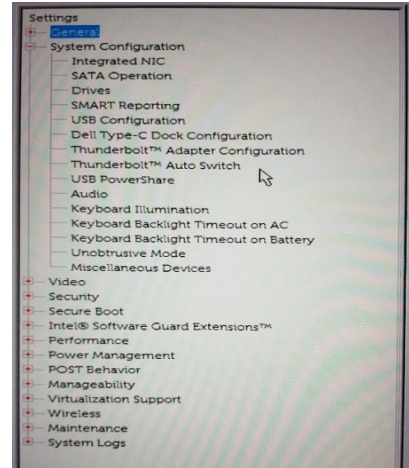 Settings
General
System Configuration
Integrated NIC
SATA Operation
Drives
SMART Reporting
USB Configuration
Dell Type-C Dock Configuration
Thunderbolt™ Adapter Configuration
Thunderbolt™ Auto Switch
USB PowerShare
Audio
Keyboard Illumination
Keyboard Backlight Timeout on AC
Keyboard Backlight Timeout on Battery
Unobtrusive Mode
Miscellaneous Devices
Video
Security
Secure Boot
Intel® Software Guard Extensions™
Performance
Power Management
POST Behavior
Manageability
Virtualization Support
Wireless
Maintenance
System Logs